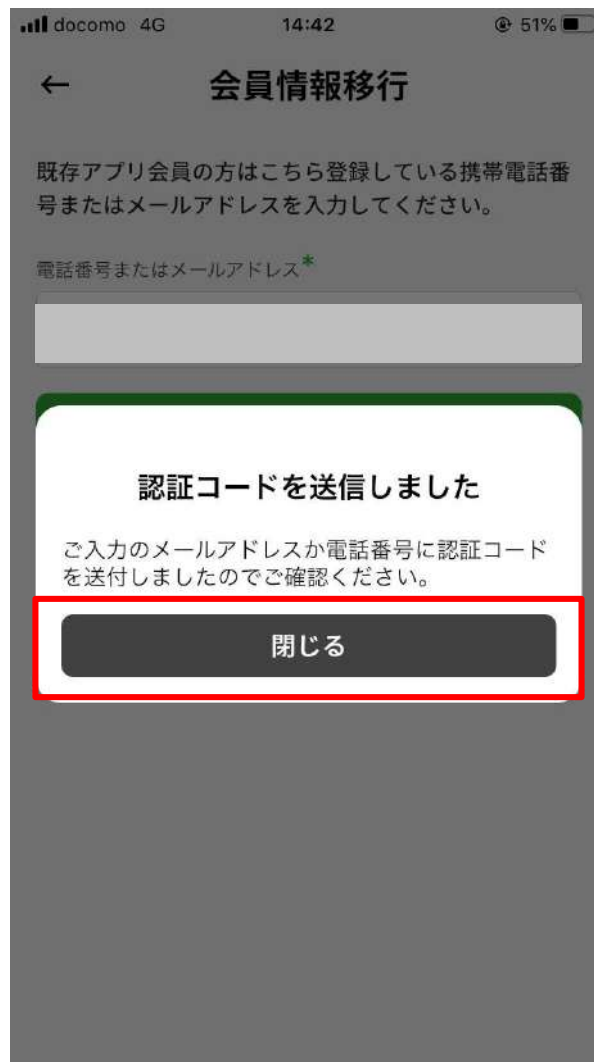 docomo 4G 14:42 51%
← 会員情報移行
既存アプリ会員の方はこちら登録している携帯電話番
号またはメールアドレスを入力してください。
電話番号またはメールアドレス*
認証コードを送信しました
ご入力のメールアドレスか電話番号に認証コード
を送付しましたのでご確認ください。
閉じる